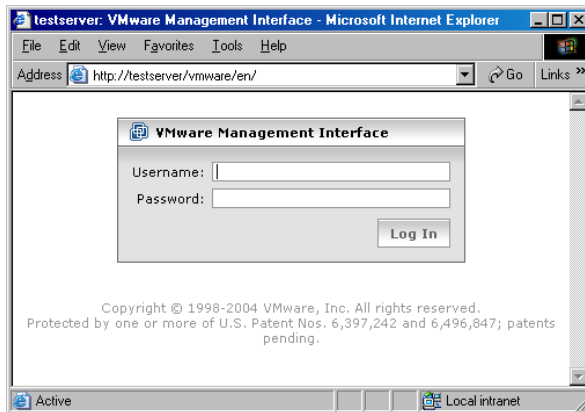 testserver: VMware Management Interface - Microsoft Internet Explorer
File Edit View Favorites Tools Help
Address http://testserver/vmware/en/ Go Links »
VMware Management Interface
Username:
Password:
Log In
Copyright © 1998-2004 VMware, Inc. All rights reserved.
Protected by one or more of U.S. Patent Nos. 6,397,242 and 6,496,847; patents
pending.
Active Local intranet